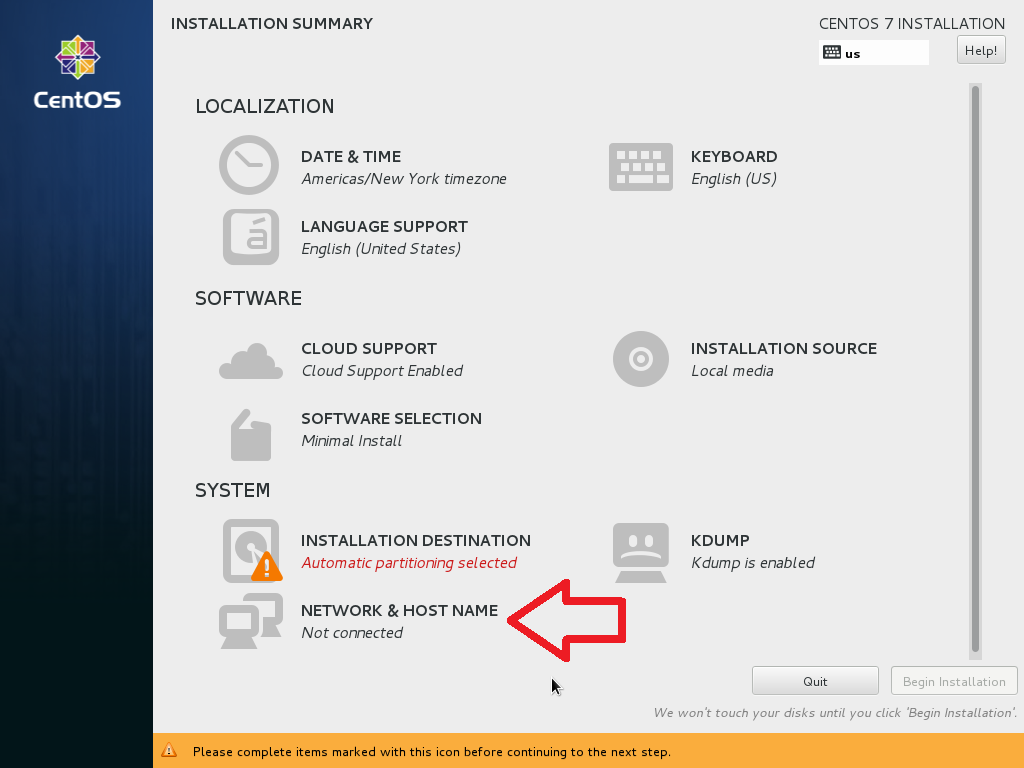 INSTALLATION SUMMARY
CENTOS 7 INSTALLATION
us
Help!
CentOS
LOCALIZATION
DATE & TIME
Americas/New York timezone
KEYBOARD
English (US)
á
LANGUAGE SUPPORT
English (United States)
SOFTWARE
CLOUD SUPPORT
Cloud Support Enabled
INSTALLATION SOURCE
Local media
SOFTWARE SELECTION
Minimal Install
SYSTEM
INSTALLATION DESTINATION
Automatic partitioning selected
KDUMP
Kdump is enabled
NETWORK & HOST NAME
Not connected
Quit
Begin Installation
We won't touch your disks until you click 'Begin Installation'.
Please complete items marked with this icon before continuing to the next step.